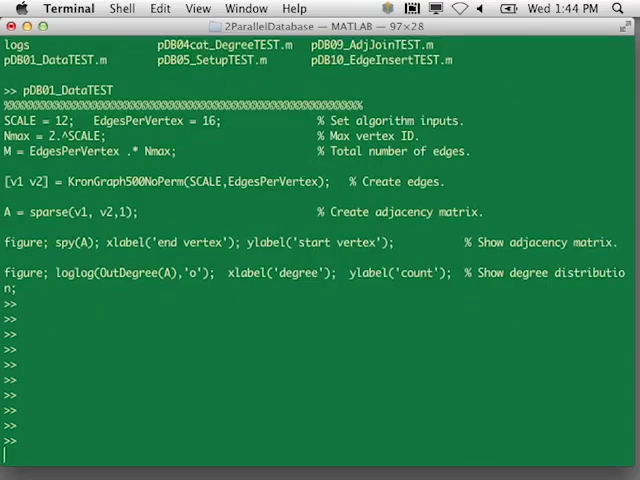 Terminal Shell Edit View Window Help Wed 1:44 PM
2ParallelDatabase — MATLAB — 97×28
logs pDB04cat_DegreeTEST.m pDB09_AdjJoinTEST.m
pDB01_DataTEST.m pDB05_SetupTEST.m pDB10_EdgeInsertTEST.m
>> pDB01_DataTEST
%%%%%%%%%%%%%%%%%%%%%%%%%%%%%%%%%%%%%%%%%%%%%%%%%%%%%%%%
SCALE = 12; EdgesPerVertex = 16; % Set algorithm inputs.
Nmax = 2.^SCALE; % Max vertex ID.
M = EdgesPerVertex .* Nmax; % Total number of edges.
[v1 v2] = KronGraph500NoPerm(SCALE,EdgesPerVertex); % Create edges.
A = sparse(v1, v2,1); % Create adjacency matrix.
figure; spy(A); xlabel('end vertex'); ylabel('start vertex'); % Show adjacency matrix.
figure; loglog(OutDegree(A),'o'); xlabel('degree'); ylabel('count'); % Show degree distributio
n;
>>
>>
>>
>>
>>
>>
>>
>>
>>
>>